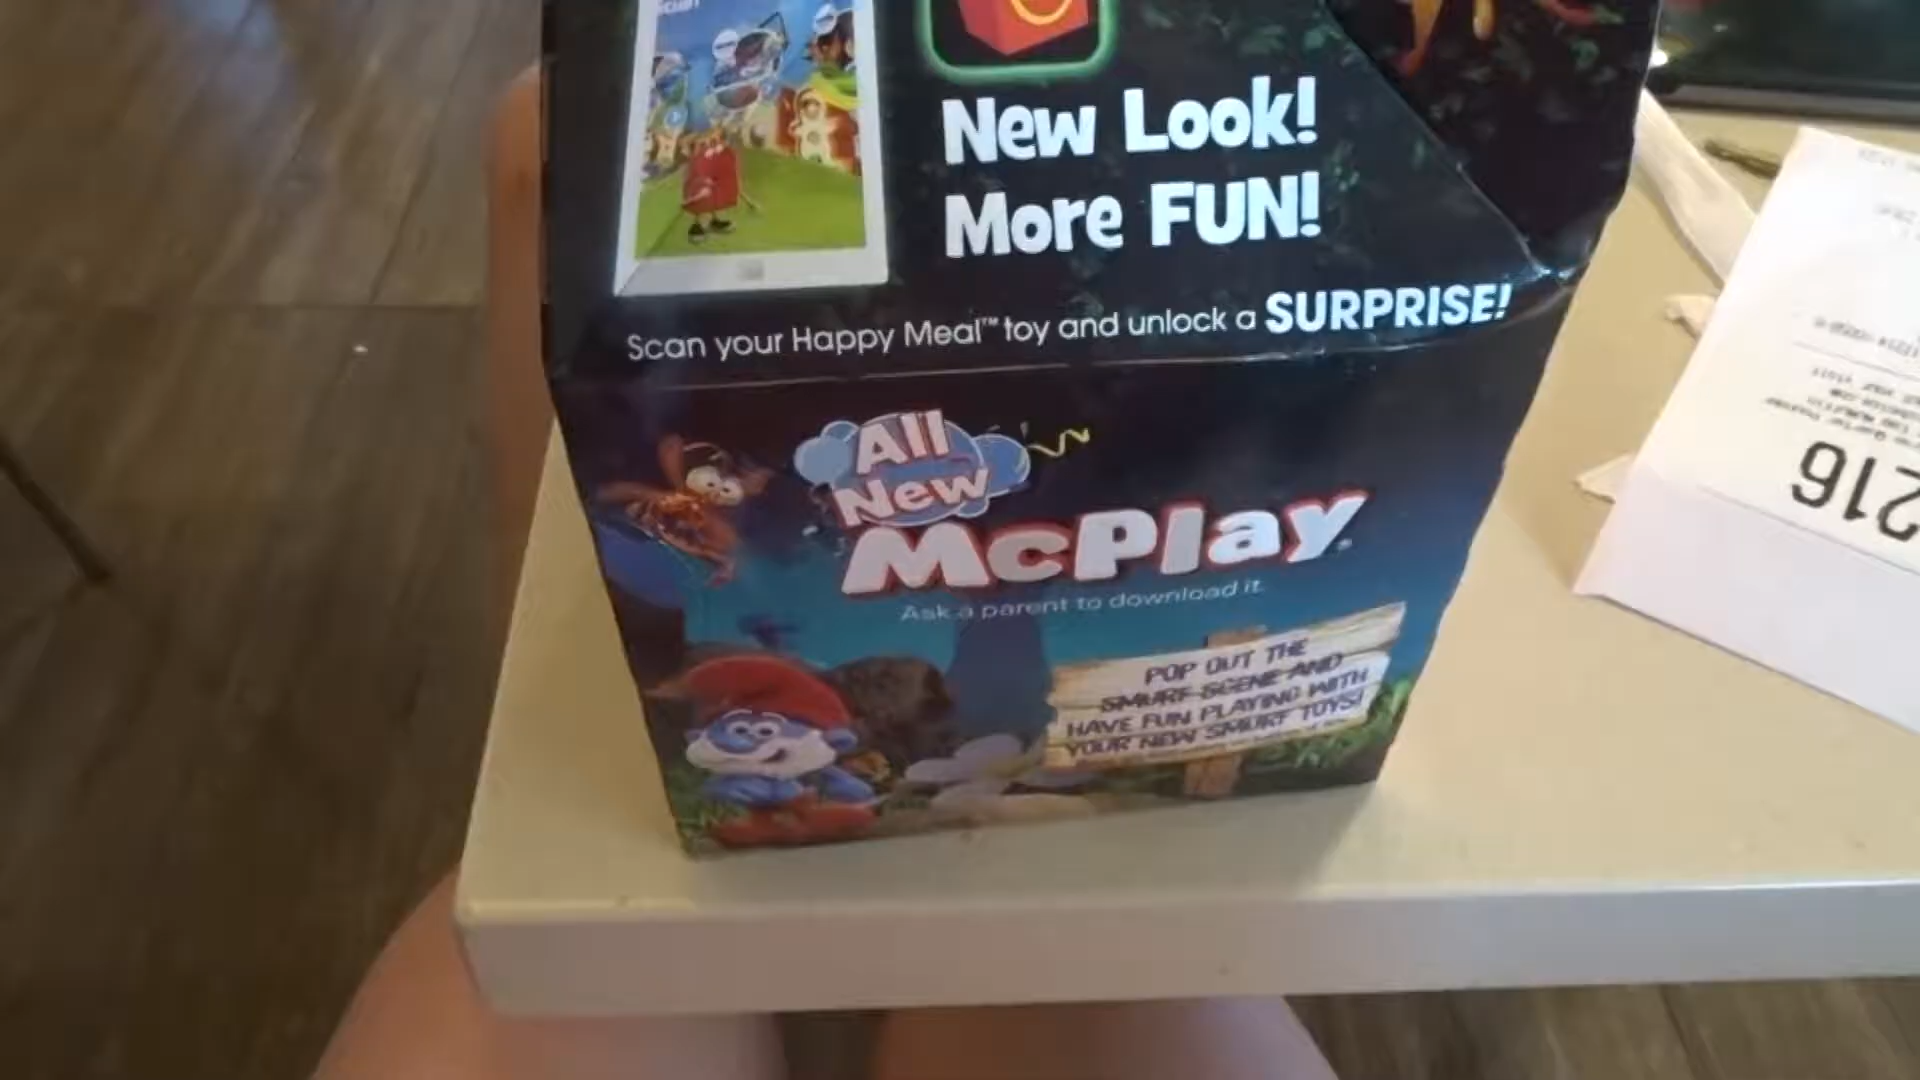 New Look!
More FUN!
Scan your Happy Meal™ toy and unlock a SURPRISE!
All
New
McPlay
Ask a parent to download it.
POP OUT THE
SMURF SCENE AND
HAVE FUN PLAYING WITH
YOUR NEW SMURF TOYS!
216